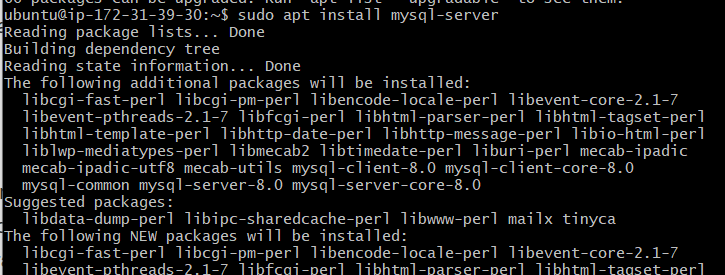 ubuntu@ip-172-31-39-30:~$ sudo apt install mysql-server
Reading package lists... Done
Building dependency tree
Reading state information... Done
The following additional packages will be installed:
  libcgi-fast-perl libcgi-pm-perl libencode-locale-perl libevent-core-2.1-7
  libevent-pthreads-2.1-7 libfcgi-perl libhtml-parser-perl libhtml-tagset-perl
  libhtml-template-perl libhttp-date-perl libhttp-message-perl libio-html-perl
  liblwp-mediatypes-perl libmecab2 libtimedate-perl liburi-perl mecab-ipadic
  mecab-ipadic-utf8 mecab-utils mysql-client-8.0 mysql-client-core-8.0
  mysql-common mysql-server-8.0 mysql-server-core-8.0
Suggested packages:
  libdata-dump-perl libipc-sharedcache-perl libwww-perl mailx tinyca
The following NEW packages will be installed:
  libcgi-fast-perl libcgi-pm-perl libencode-locale-perl libevent-core-2.1-7
  libevent-pthreads-2.1-7 libfcgi-perl libhtml-parser-perl libhtml-tagset-perl